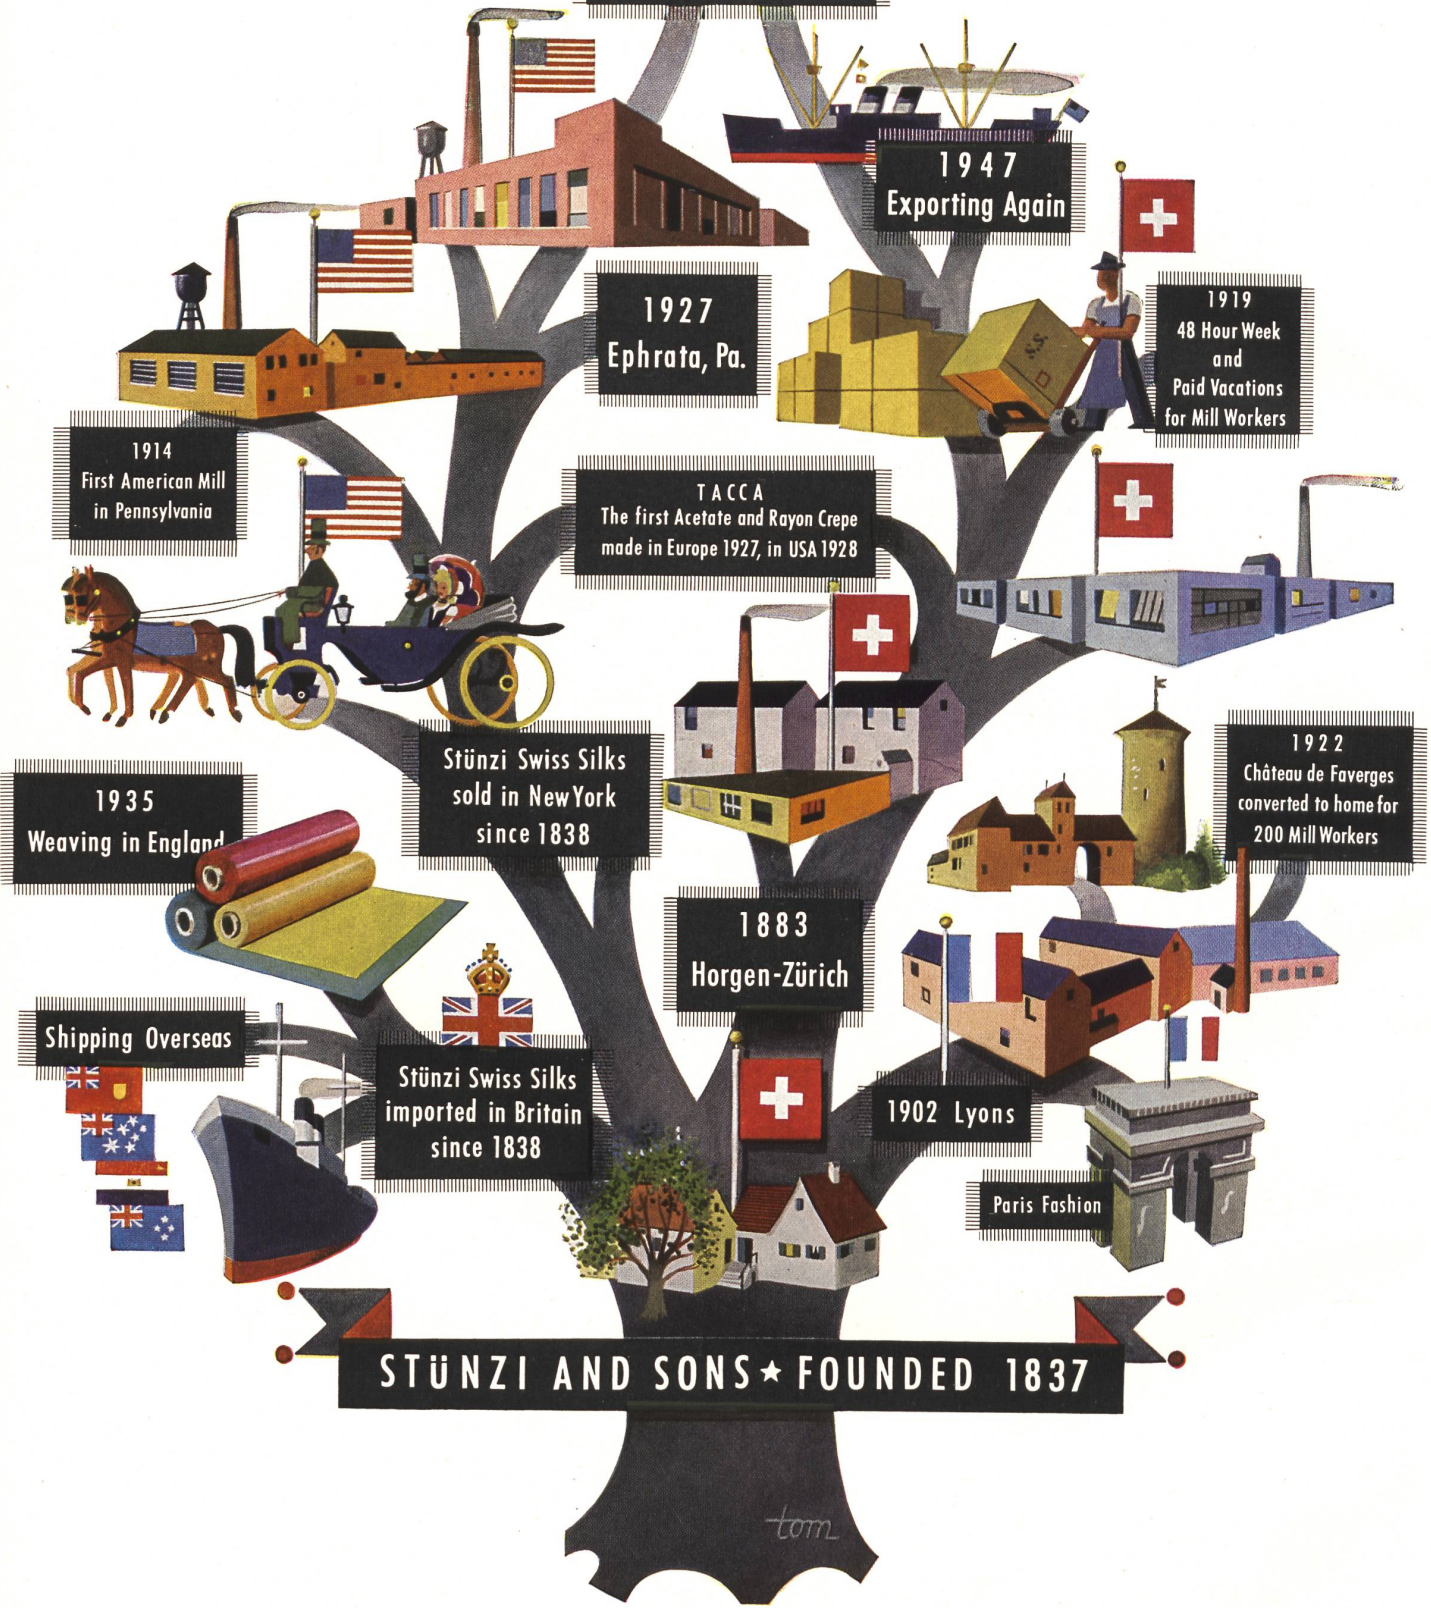 1947
Exporting Again
1927
Ephrata, Pa.
1919
48 Hour Week
and
Paid Vacations
for Mill Workers
S.S.
1914
First American Mill
in Pennsylvania
TACCA
The first Acetate and Rayon Crepe
made in Europe 1927, in USA 1928
Stünzi Swiss Silks
sold in New York
since 1838
1922
Château de Faverges
converted to home for
200 Mill Workers
1935
Weaving in England
1883
Horgen-Zürich
Shipping Overseas
Stünzi Swiss Silks
imported in Britain
since 1838
1902 Lyons
Paris Fashion
STÜNZI AND SONS ★ FOUNDED 1837
tom